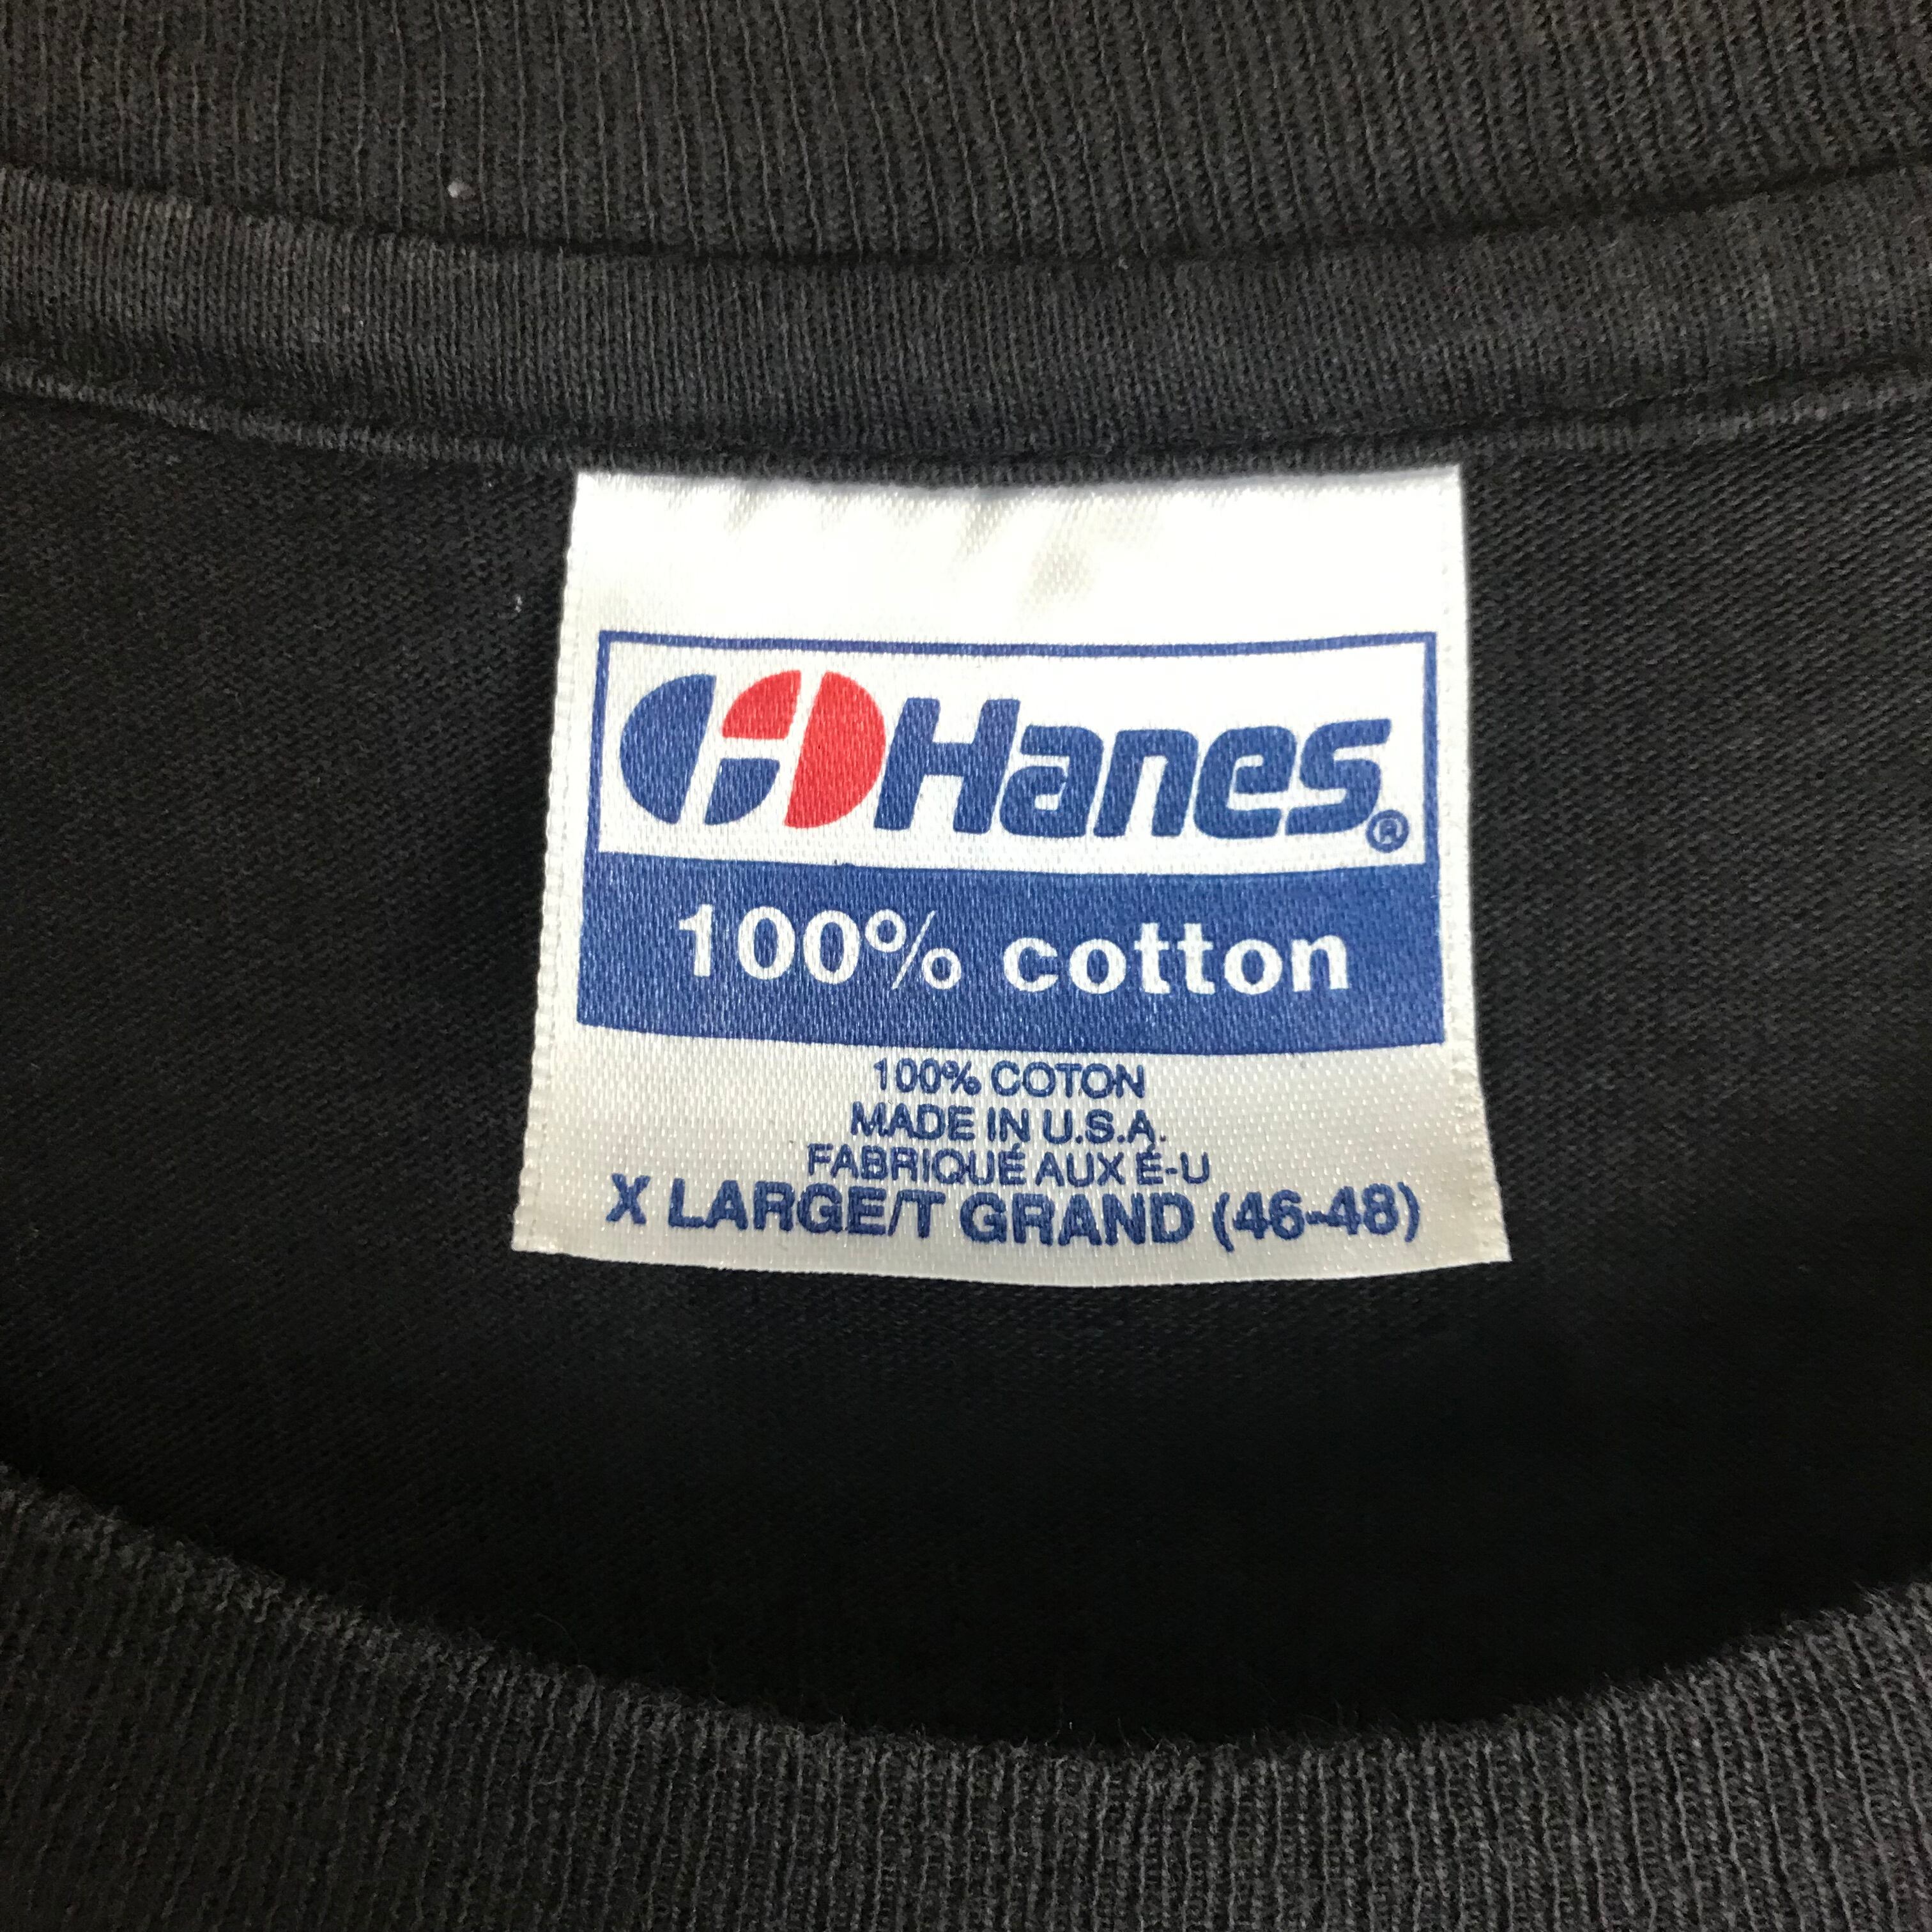 Hanes®
100% cotton
100% COTON
MADE IN U.S.A.
FABRIQUÉ AUX É-U
X LARGE/T GRAND (46-48)